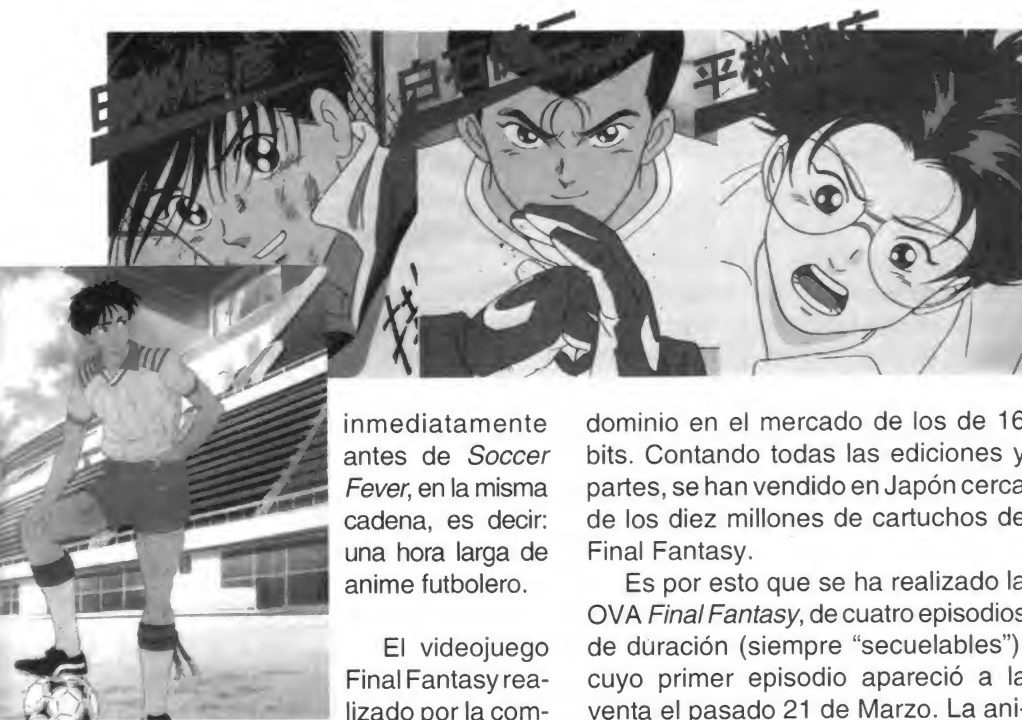 白石
平松
inmediatamente
antes de Soccer
Fever, en la misma
cadena, es decir:
una hora larga de
anime futbolero.
El videojuego
Final Fantasy rea-
lizado por la com-
dominio en el mercado de los de 16
bits. Contando todas las ediciones y
partes, se han vendido en Japón cerca
de los diez millones de cartuchos de
Final Fantasy.
Es por esto que se ha realizado la
OVA Final Fantasy, de cuatro episodios
de duración (siempre "secuelables")
cuyo primer episodio apareció a la
venta el pasado 21 de Marzo. La ani-